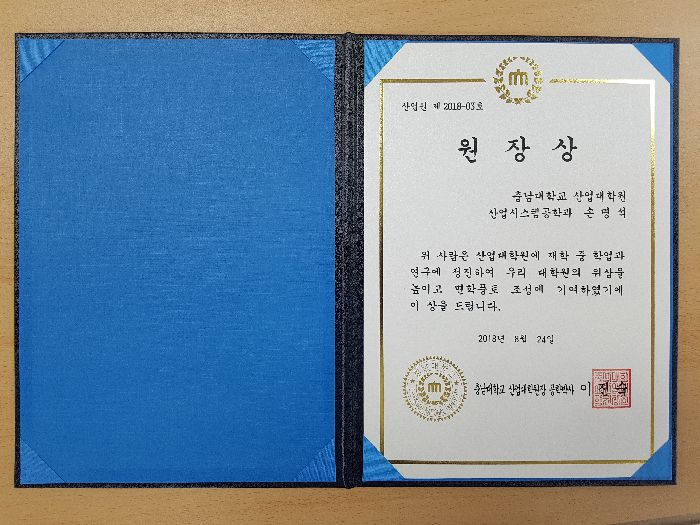 산업원 제 2018-03호
원 장 상
충남대학교 산업대학원
산업시스템공학과 손 명 석
위 사람은 산업대학원에 재학 중 학업과
연구에 정진하여 우리 대학원의 위상을
높이고 면학풍토 조성에 기여하였기에
이 상을 드립니다.
2018년 8월 24일
충남대학교 산업대학원장 공학박사 이 진 숙